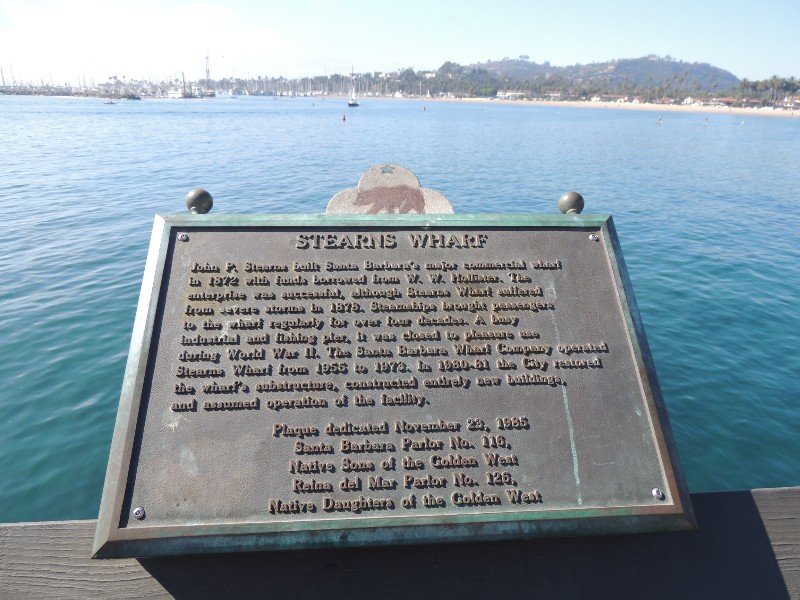 STEARNS WHARF
John P. Stearns built Santa Barbara's major commercial wharf
in 1872 with funds borrowed from W. W. Hollister. The
enterprise was successful, although Stearns Wharf suffered
from severe storms in 1878. Steamships brought passengers
to the wharf regularly for over four decades. A busy
industrial and fishing pier, it was closed to pleasure use
during World War II. The Santa Barbara Wharf Company operated
Stearns Wharf from 1955 to 1973. In 1980-81 the City restored
the wharf's substructure, constructed entirely new buildings,
and assumed operation of the facility.
Plaque dedicated November 23, 1985
Santa Barbara Parlor No. 116,
Native Sons of the Golden West
Reina del Mar Parlor No. 126,
Native Daughters of the Golden West